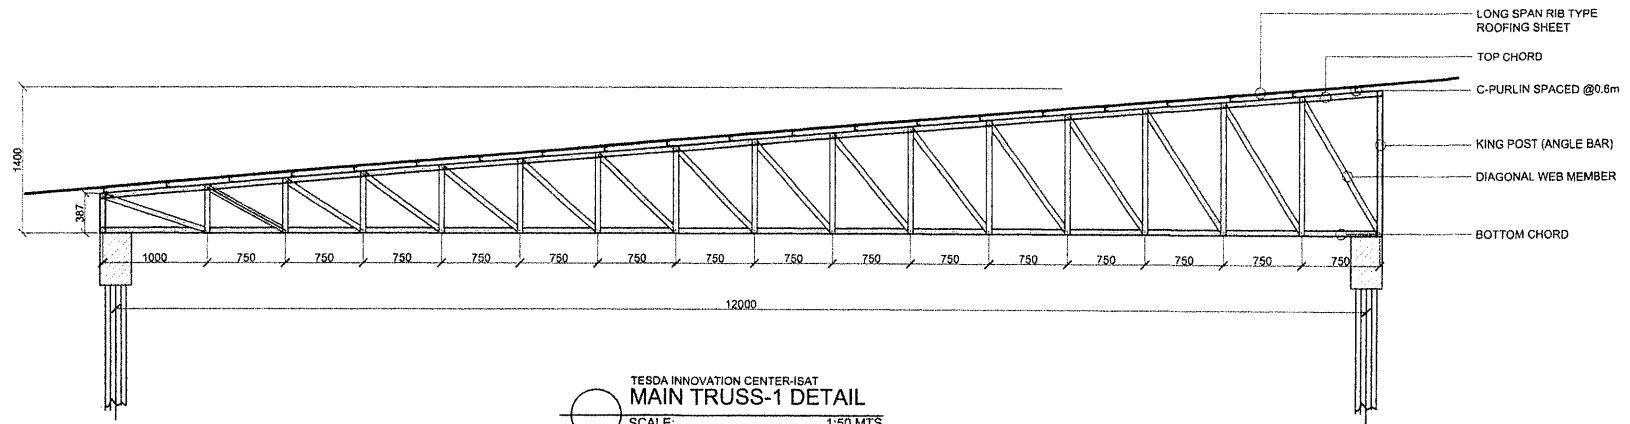 LONG SPAN RIB TYPE
ROOFING SHEET
TOP CHORD
C-PURLIN SPACED @0.6m
KING POST (ANGLE BAR)
DIAGONAL WEB MEMBER
BOTTOM CHORD
1400
387
1000 750 750 750 750 750 750 750 750 750 750 750 750 750 750 750
12000
TESDA INNOVATION CENTER-ISAT
MAIN TRUSS-1 DETAIL
SCALE: 1:50 MTS